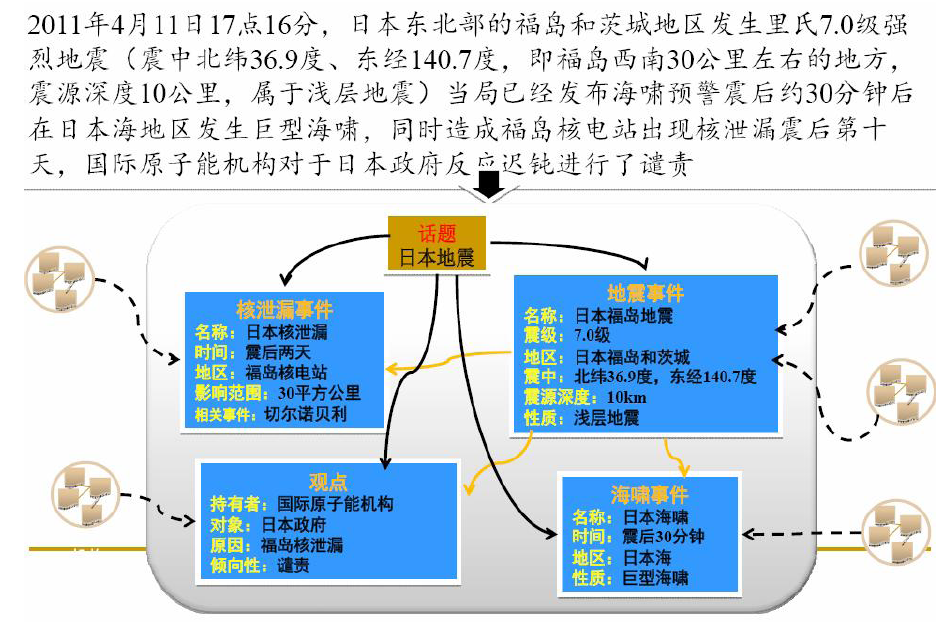 2011年4月11日17点16分，日本东北部的福岛和茨城地区发生里氏7.0级强
烈地震（震中北纬36.9度、东经140.7度，即福岛西南30公里左右的地方，
震源深度10公里，属于浅层地震）当局已经发布海啸预警震后约30分钟后
在日本海地区发生巨型海啸，同时造成福岛核电站出现核泄漏震后第十
天，国际原子能机构对于日本政府反应迟钝进行了谴责
话题
日本地震
核泄漏事件
名称：日本核泄漏
时间：震后两天
地区：福岛核电站
影响范围：30平方公里
相关事件：切尔诺贝利
地震事件
名称：日本福岛地震
震级：7.0级
地区：日本福岛和茨城
震中：北纬36.9度，东经140.7度
震源深度：10km
性质：浅层地震
观点
持有者：国际原子能机构
对象：日本政府
原因：福岛核泄漏
倾向性：谴责
海啸事件
名称：日本海啸
时间：震后30分钟
地区：日本海
性质：巨型海啸